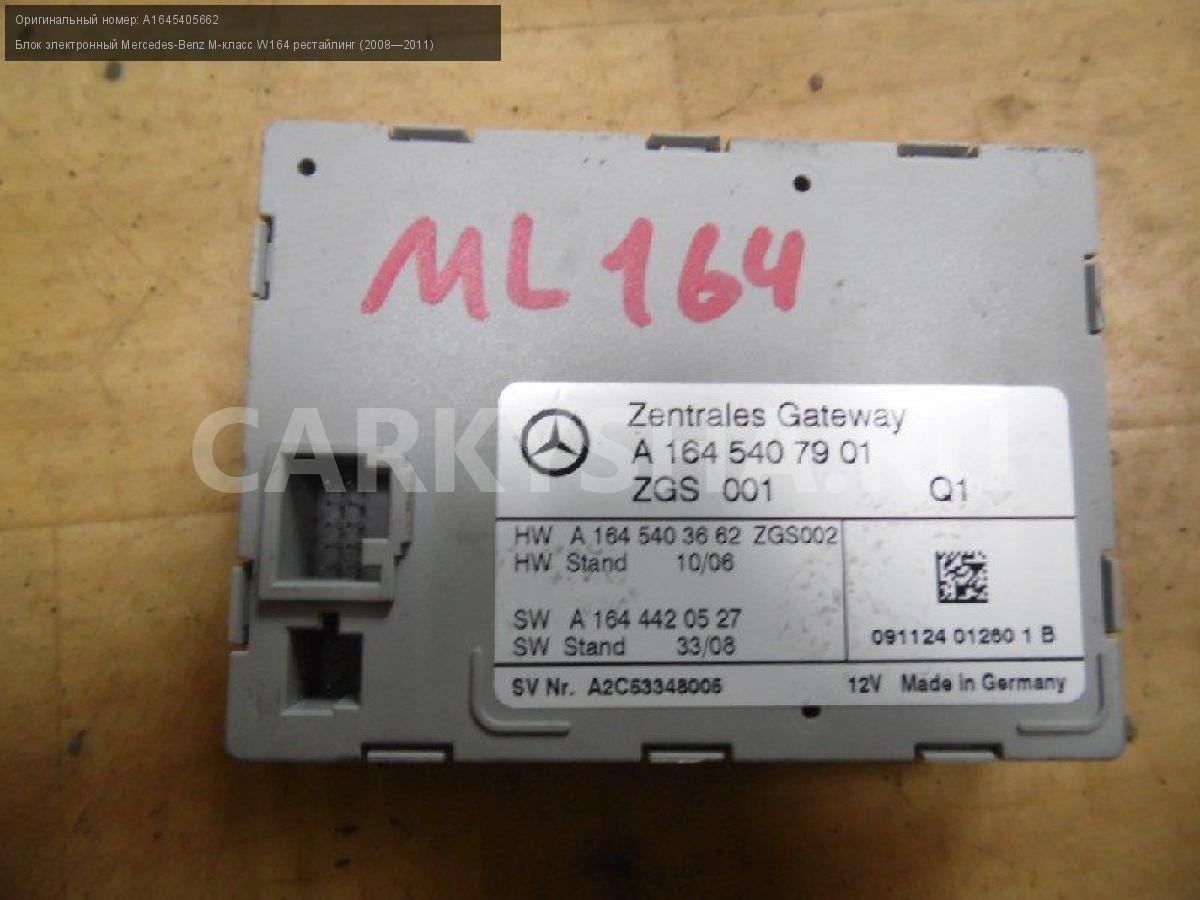 Оригинальный номер: A1645405662
Блок электронный Mercedes-Benz M-класс W164 рестайлинг (2008—2011)
ML 164
Zentrales Gateway
A 164 540 79 01
ZGS 001 Q1
HW A 164 540 36 62 ZGS002
HW Stand 10/06
SW A 164 442 05 27
SW Stand 33/08
091124 01260 1 B
SV Nr. A2C53348005 12V Made in Germany